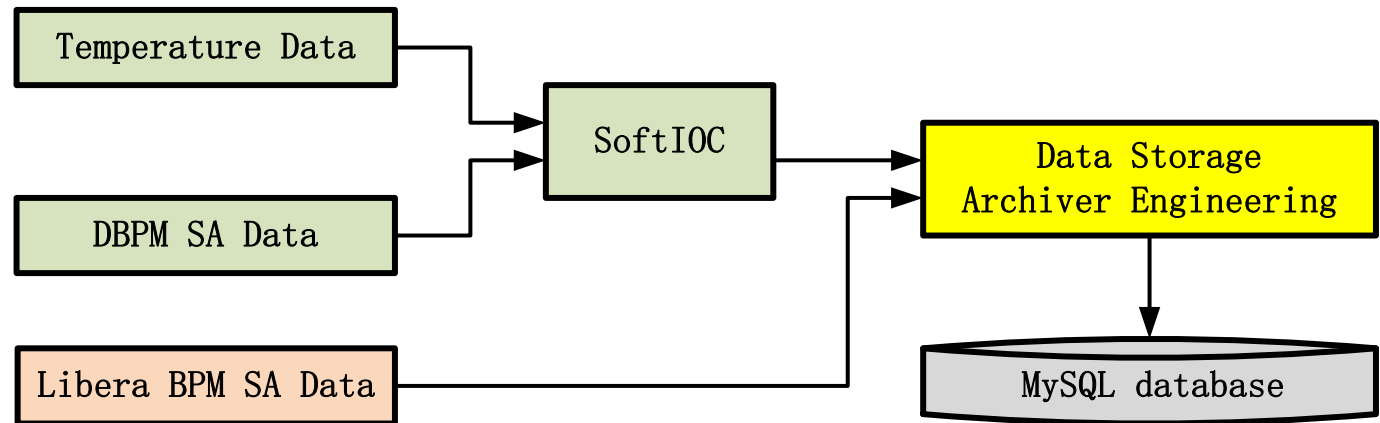 Temperature Data
SoftIOC
Data Storage
Archiver Engineering
DBPM SA Data
Libera BPM SA Data
MySQL database